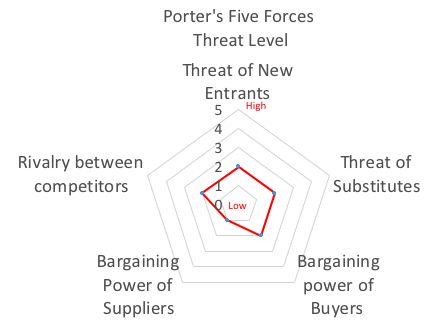 Porter's Five Forces
Threat Level
Threat of New
Entrants
High
5
4
3
2
1
0
Low
Rivalry between
competitors
Threat of
Substitutes
Bargaining
Power of
Suppliers
Bargaining
power of
Buyers